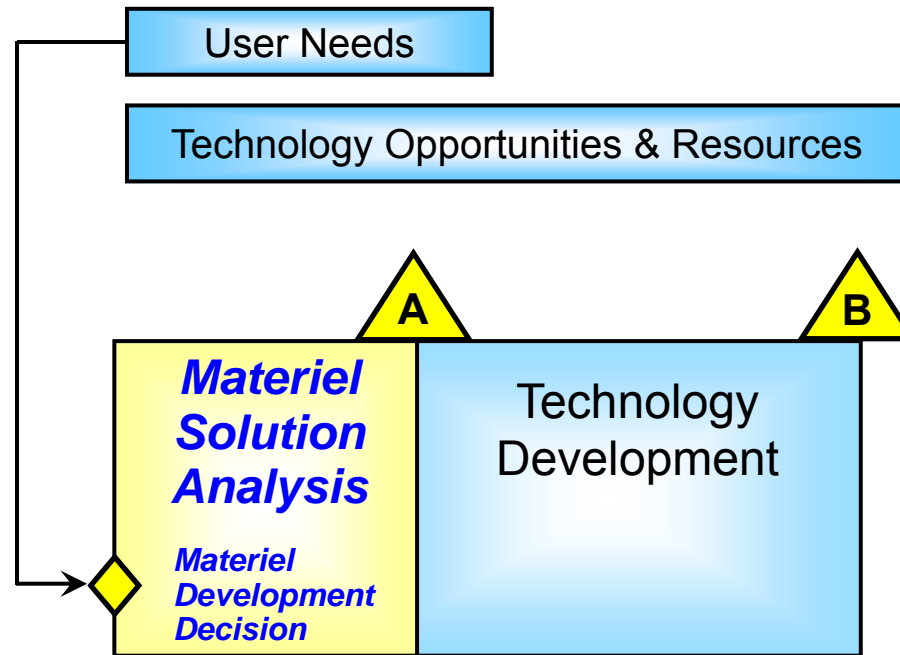 User Needs
Technology Opportunities & Resources
A
B
Materiel
Solution
Analysis
Materiel
Development
Decision
Technology
Development